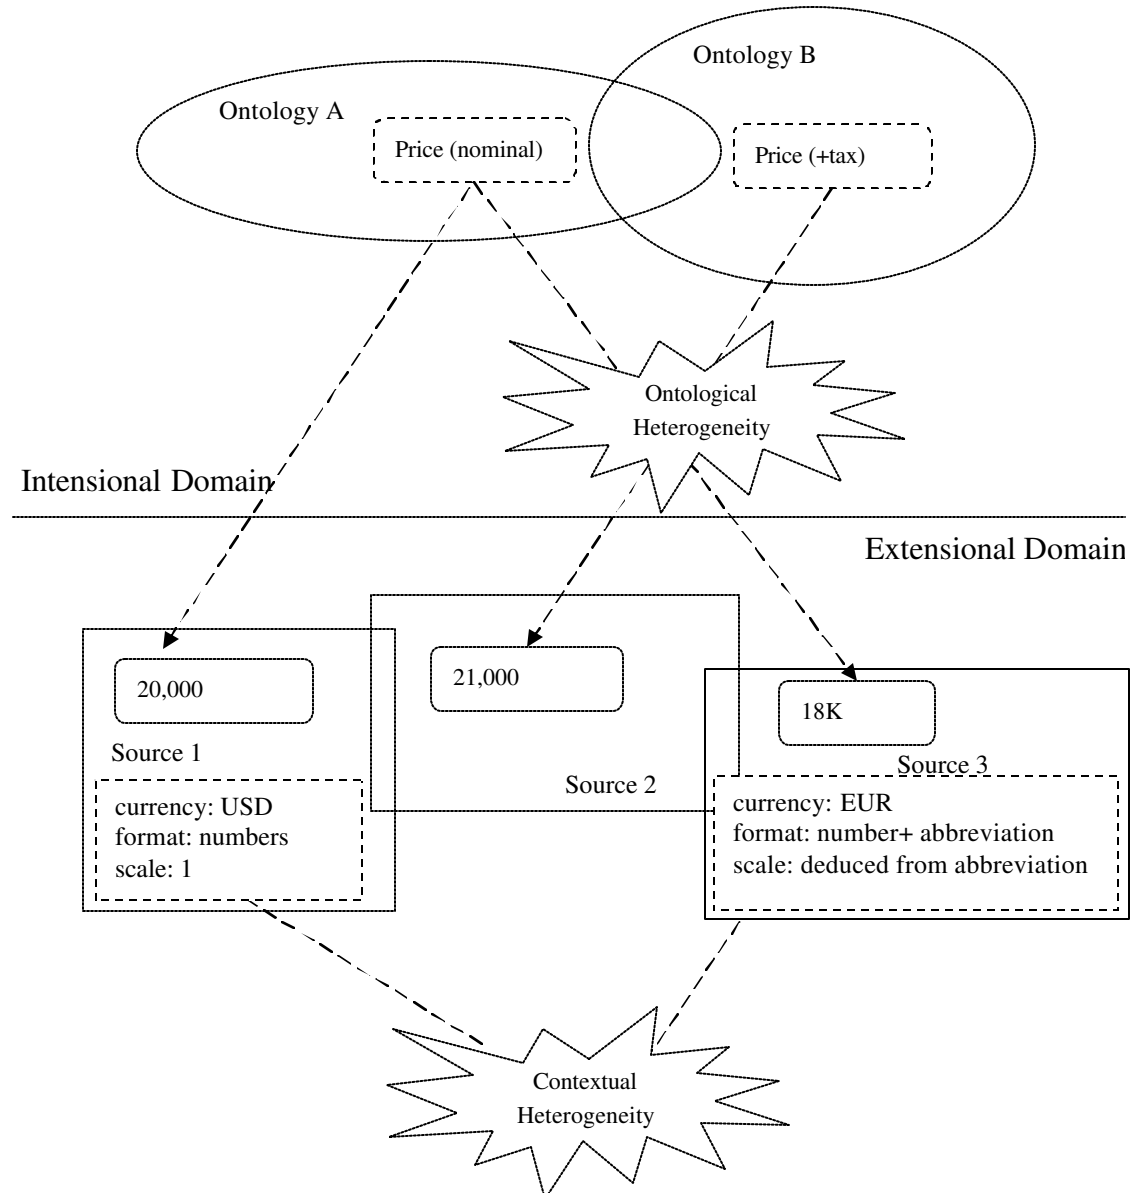 Ontology B
Ontology A
Price (nominal)
Price (+tax)
Ontological
Heterogeneity
Intensional Domain
Extensional Domain
20,000
21,000
18K
Source 1
Source 2
Source 3
currency: USD
format: numbers
scale: 1
currency: EUR
format: number+ abbreviation
scale: deduced from abbreviation
Contextual
Heterogeneity